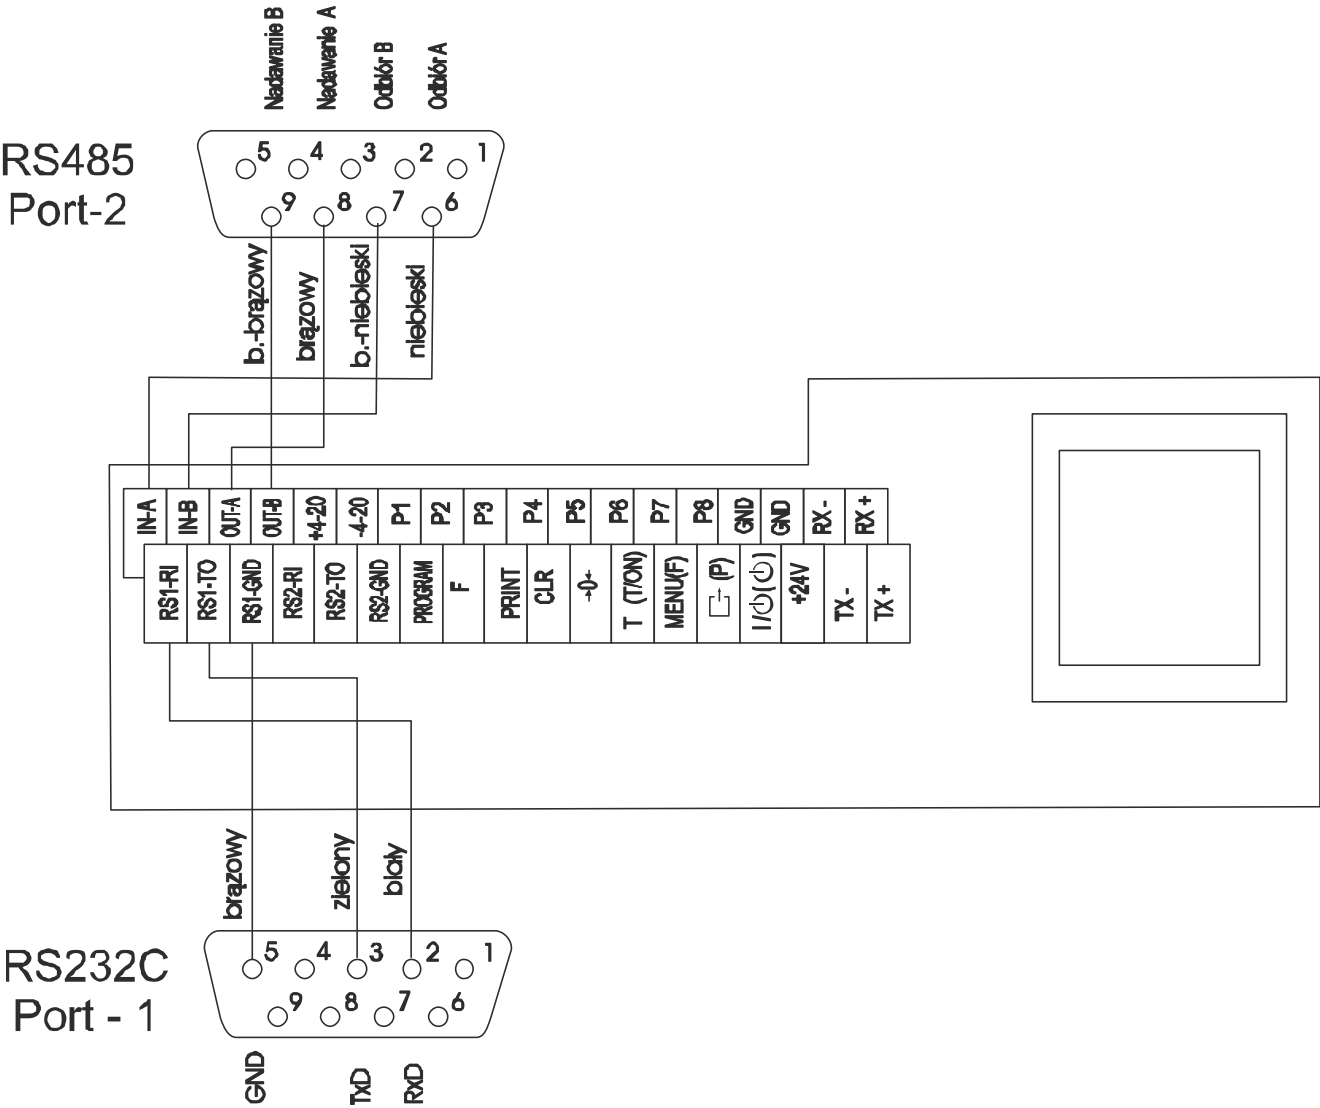 Nadawanie B
Nadawanie A
Odbiór B
Odbiór A
RS485
Port-2
5 4 3 2 1
9 8 7 6
b.-brązowy
brązowy
b.-niebieski
niebieski
IN-A
IN-B
OUT-A
OUT-B
+4-20
-4-20
P1
P2
P3
P4
P5
P6
P7
P8
GND
GND
RX -
RX +
RS1-RI
RS1-TO
RS1-GND
RS2-RI
RS2-TO
RS2-GND
PROGRAM
F
PRINT
CLR
→0←
T (T/ON)
MENU(F)
(P)
I/⏻(⏻)
+24V
TX -
TX +
brązowy
zielony
biały
RS232C
Port - 1
5 4 3 2 1
9 8 7 6
GND
TxD
RxD